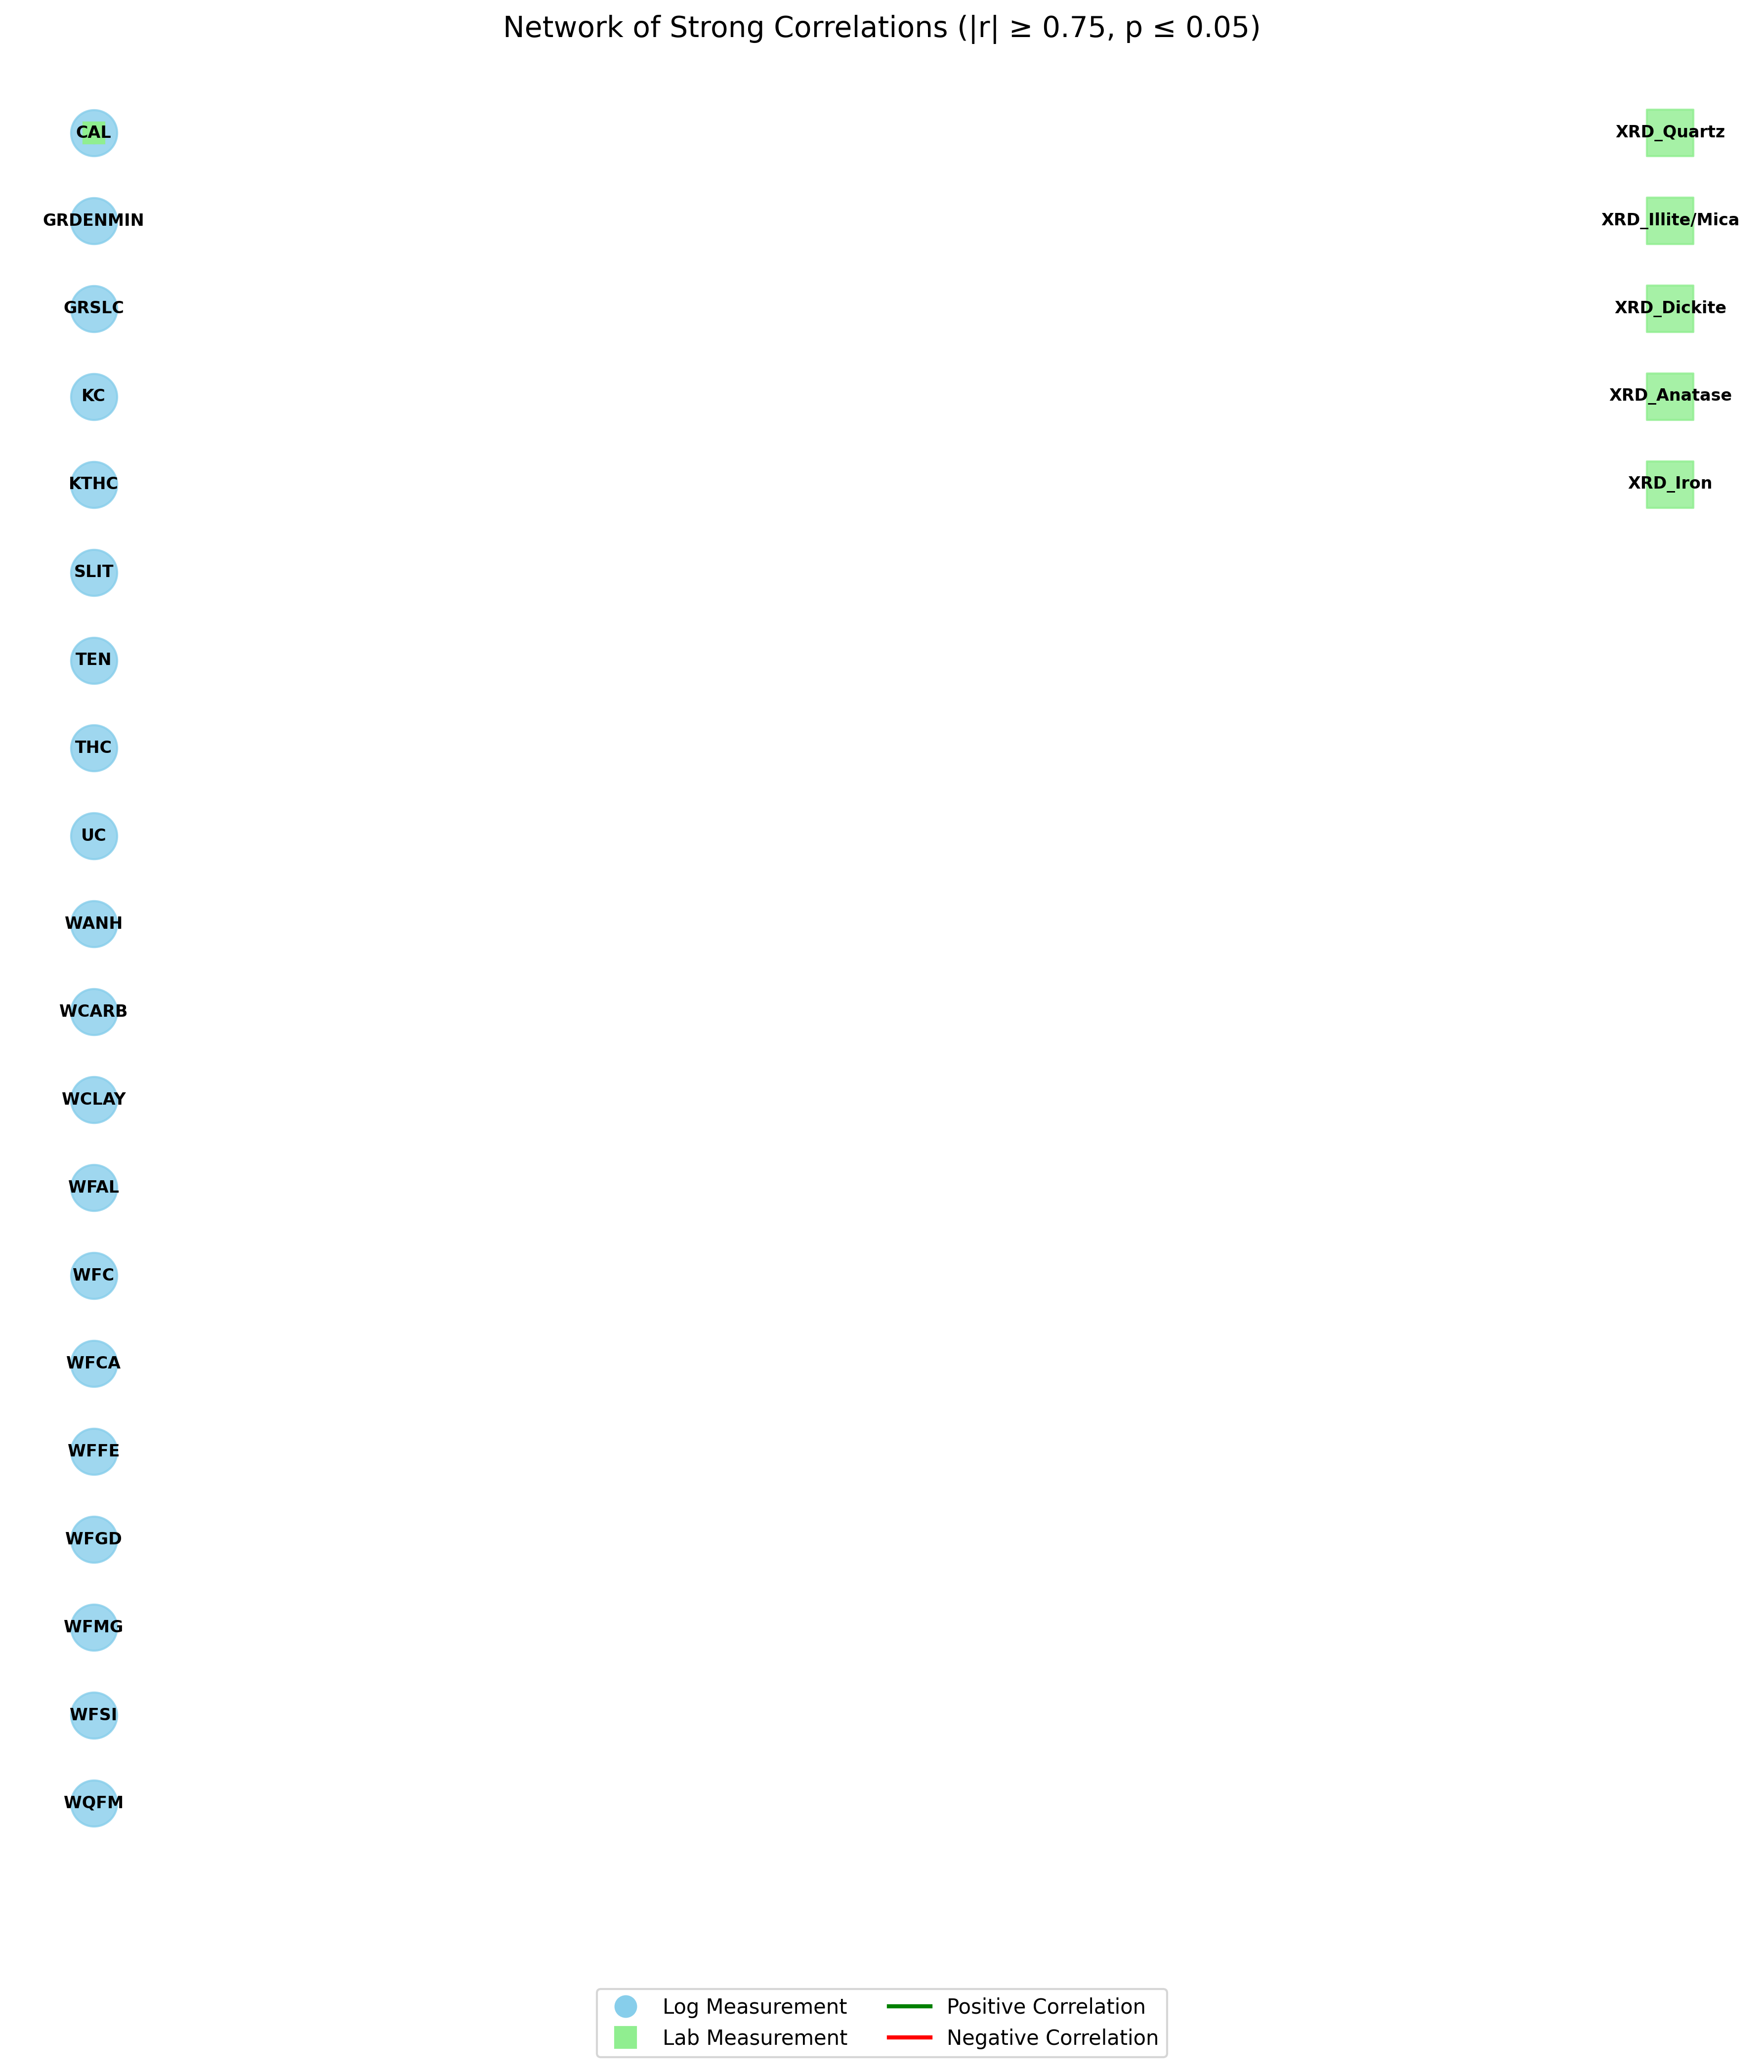 Network of Strong Correlations (|r| ≥ 0.75, p ≤ 0.05)
CAL
XRD_Quartz
GRDENMIN
XRD_Illite/Mica
GRSLC
XRD_Dickite
KC
XRD_Anatase
KTHC
XRD_Iron
SLIT
TEN
THC
UC
WANH
WCARB
WCLAY
WFAL
WFC
WFCA
WFFE
WFGD
WFMG
WFSI
WQFM
Log Measurement
Lab Measurement
Positive Correlation
Negative Correlation